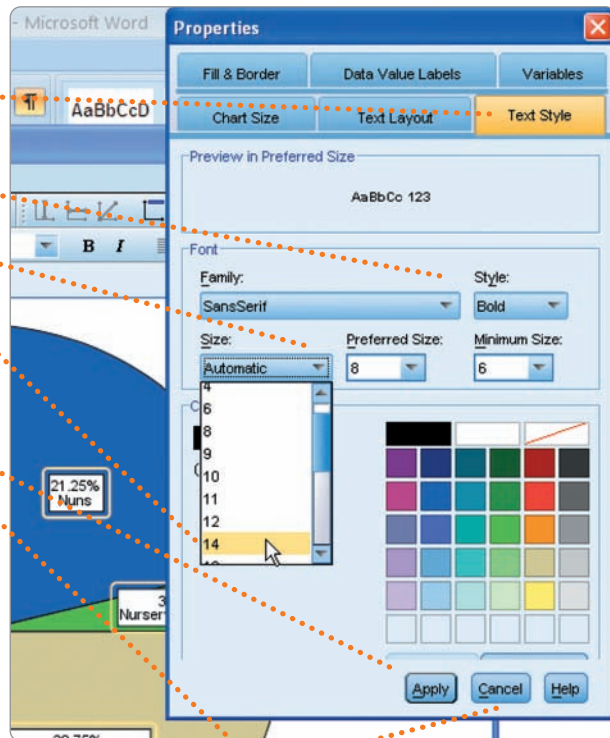 - Microsoft Word
Properties
Fill & Border
Data Value Labels
Variables
Chart Size
Text Layout
Text Style
¶
AaBbCcD
Preview in Preferred Size
AaBbCc 123
B I
Font
Family:
Style:
SansSerif
Bold
Size:
Preferred Size:
Minimum Size:
Automatic
8
6
4
6
8
9
10
11
12
14
21.25%
Nuns
3
Nurser
Apply
Cancel
Help